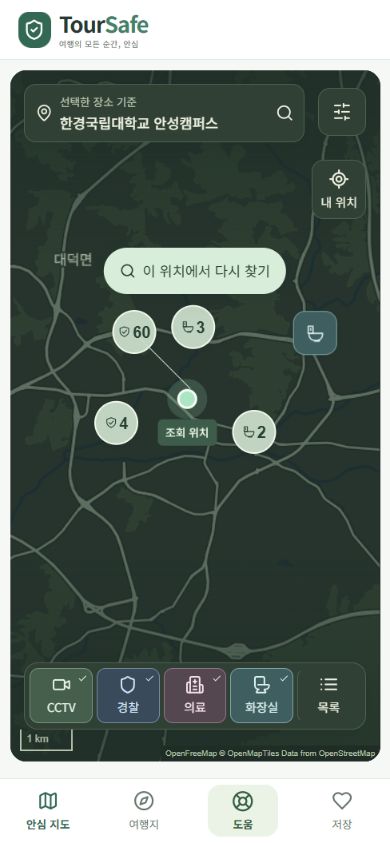 TourSafe
여행의 모든 순간, 안심
선택한 장소 기준
한경국립대학교 안성캠퍼스
내 위치
대덕면
이 위치에서 다시 찾기
60
3
4
조회 위치
2
CCTV
경찰
의료
화장실
목록
1 km
OpenFreeMap © OpenMapTiles Data from OpenStreetMap
안심 지도
여행지
도움
저장